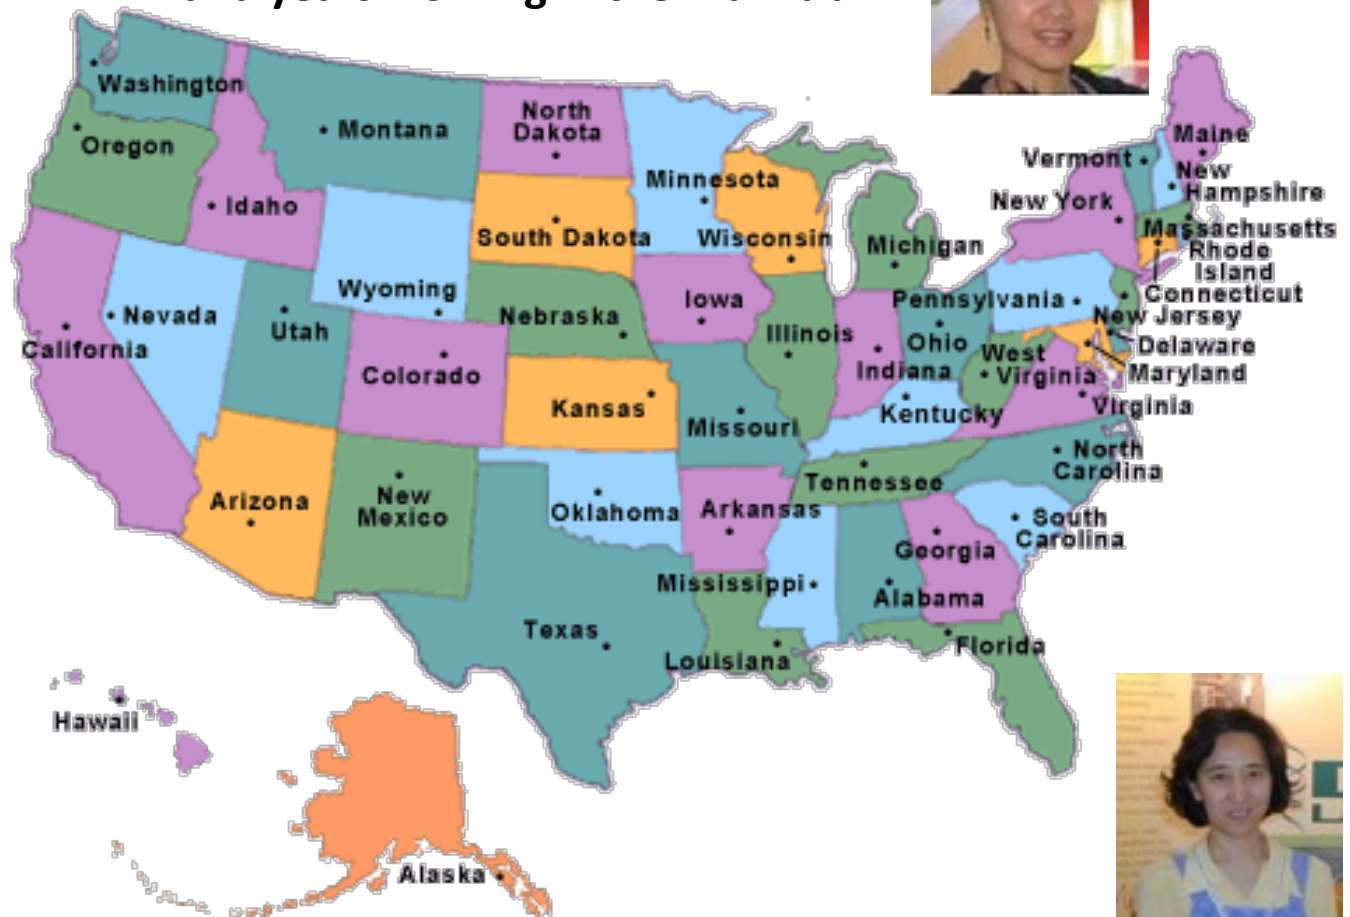 Washington
Montana
North
Dakota
Minnesota
Vermont
Maine
New
Hampshire
Oregon
Idaho
New York
South Dakota
Wisconsin
Michigan
Massachusetts
Rhode
Island
Wyoming
Iowa
Pennsylvania
Connecticut
Nevada
Utah
Nebraska
Illinois
Ohio
New Jersey
California
Colorado
Indiana
West
Virginia
Delaware
Maryland
Kansas
Missouri
Kentucky
Virginia
Arizona
New
Mexico
Oklahoma
Arkansas
Tennessee
North
Carolina
South
Carolina
Georgia
Mississippi
Alabama
Texas
Louisiana
Florida
Hawaii
Alaska